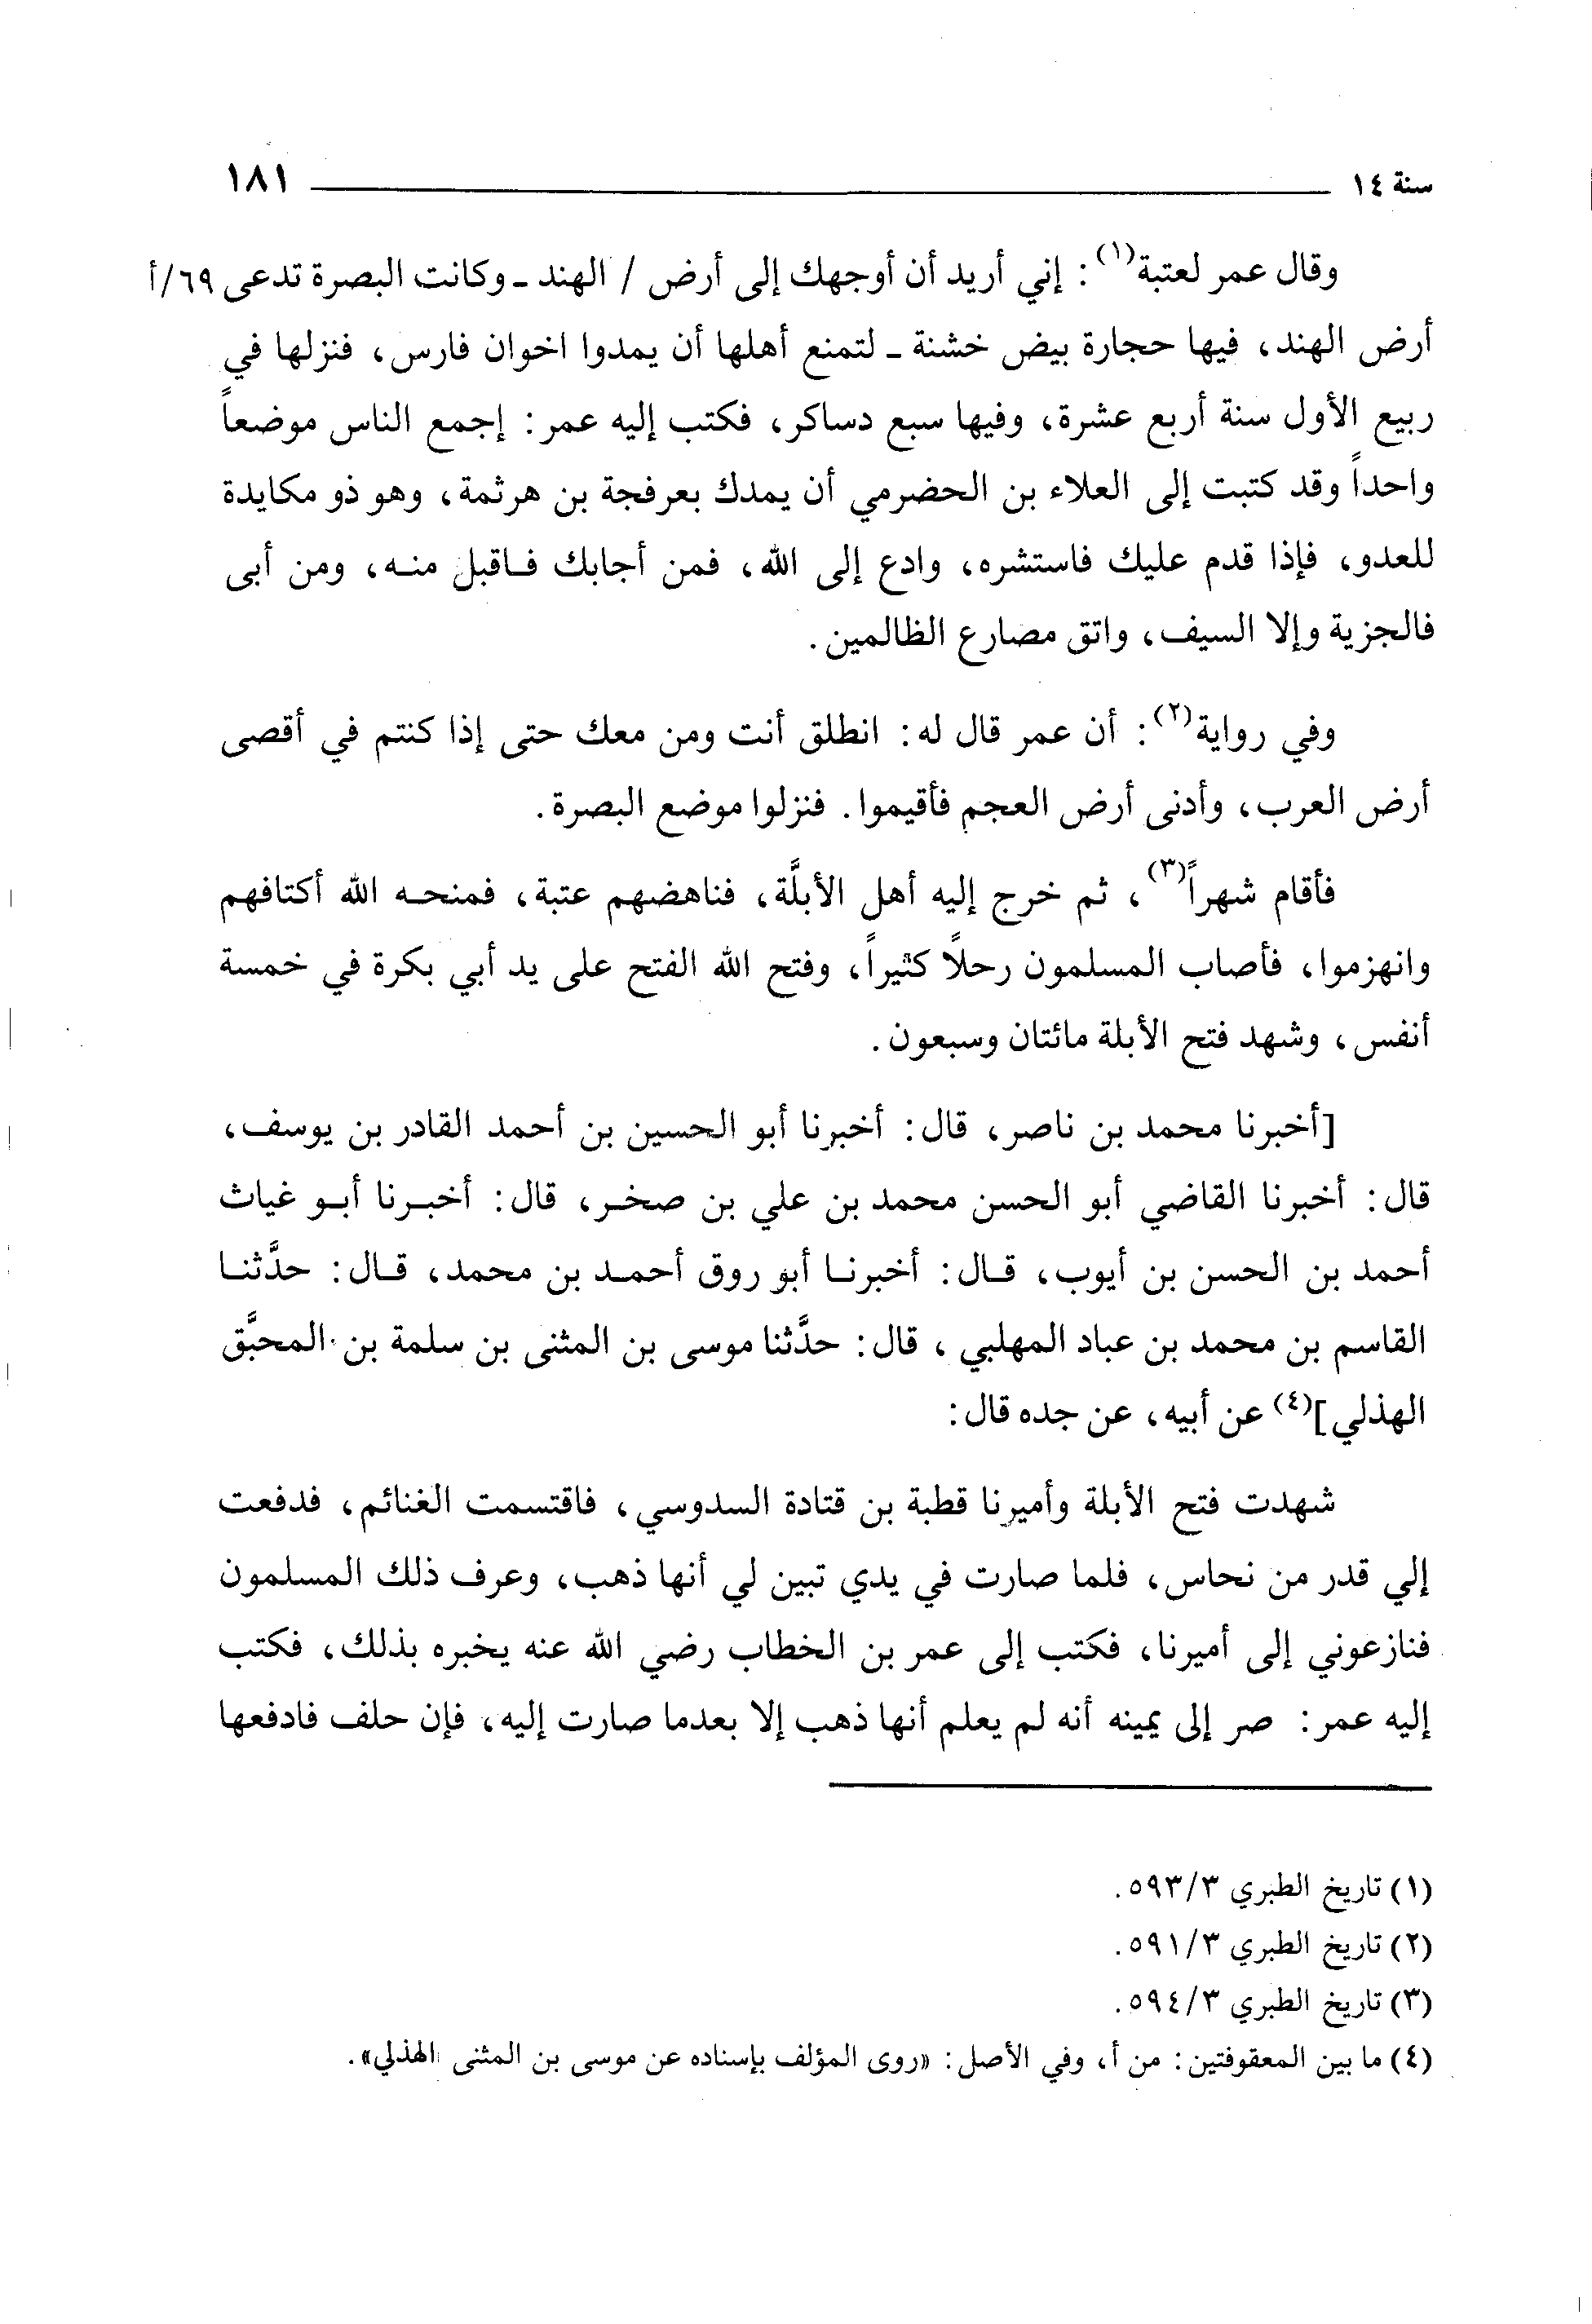 سنة ١٤ ١٨١
وقال عمر لعتبة(١): إني أريد أن أوجهك إلى أرض / الهند ـ وكانت البصرة تدعى ٦٩/أ
أرض الهند، فيها حجارة بيض خشنة ـ لتمنع أهلها أن يمدوا اخوان فارس، فنزلها في
ربيع الأول سنة أربع عشرة، وفيها سبع دساكر، فكتب إليه عمر: إجمع الناس موضعاً
واحداً وقد كتبت إلى العلاء بن الحضرمي أن يمدك بعرفجة بن هرثمة، وهو ذو مكايدة
للعدو، فإذا قدم عليك فاستشره، وادع إلى الله، فمن أجابك فـاقبل منـه، ومن أبى
فالجزية وإلا السيف، واتق مصارع الظالمين.
وفي رواية(٢): أن عمر قال له: انطلق أنت ومن معك حتى إذا كنتم في أقصى
أرض العرب، وأدنى أرض العجم فأقيموا. فنزلوا موضع البصرة.
فأقام شهراً(٣)، ثم خرج إليه أهل الأبلَّة، فناهضهم عتبة، فمنحـه الله أكتافهم
وانهزموا، فأصاب المسلمون رحلاً كثيراً، وفتح الله الفتح على يد أبي بكرة في خمسة
أنفس، وشهد فتح الأبلة مائتان وسبعون.
[أخبرنا محمد بن ناصر، قال: أخبرنا أبو الحسين بن أحمد القادر بن يوسف،
قال: أخبرنا القاضي أبو الحسن محمد بن علي بن صخـر، قال: أخبـرنا أبـو غياث
أحمد بن الحسن بن أيوب، قـال: أخبرنـا أبو روق أحمـد بن محمد، قـال: حدَّثنـا
القاسم بن محمد بن عباد المهلبي، قال: حدَّثنا موسى بن المثنى بن سلمة بن المحبَّق
الهذلي](٤) عن أبيه، عن جده قال:
شهدت فتح الأبلة وأميرنا قطبة بن قتادة السدوسي، فاقتسمت الغنائم، فدفعت
إلي قدر من نحاس، فلما صارت في يدي تبين لي أنها ذهب، وعرف ذلك المسلمون
فنازعوني إلى أميرنا، فكتب إلى عمر بن الخطاب رضي الله عنه يخبره بذلك، فكتب
إليه عمر: صر إلى يمينه أنه لم يعلم أنها ذهب إلا بعدما صارت إليه، فإن حلف فادفعها
(١) تاريخ الطبري ٥٩٣/٣.
(٢) تاريخ الطبري ٥٩١/٣.
(٣) تاريخ الطبري ٥٩٤/٣.
(٤) ما بين المعقوفتين: من أ، وفي الأصل: «روى المؤلف بإسناده عن موسى بن المثنى الهذلي».